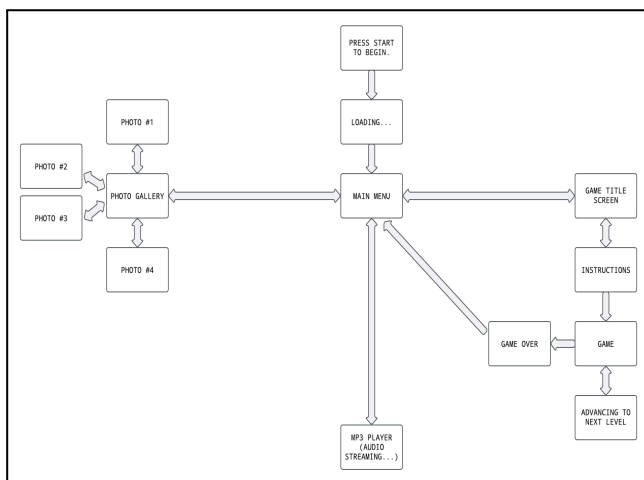 PRESS START
TO BEGIN.
PHOTO #1
LOADING...
PHOTO #2
PHOTO GALLERY
MAIN MENU
GAME TITLE
SCREEN
PHOTO #3
PHOTO #4
INSTRUCTIONS
GAME OVER
GAME
ADVANCING TO
NEXT LEVEL
MP3 PLAYER
(AUDIO
STREAMING...)